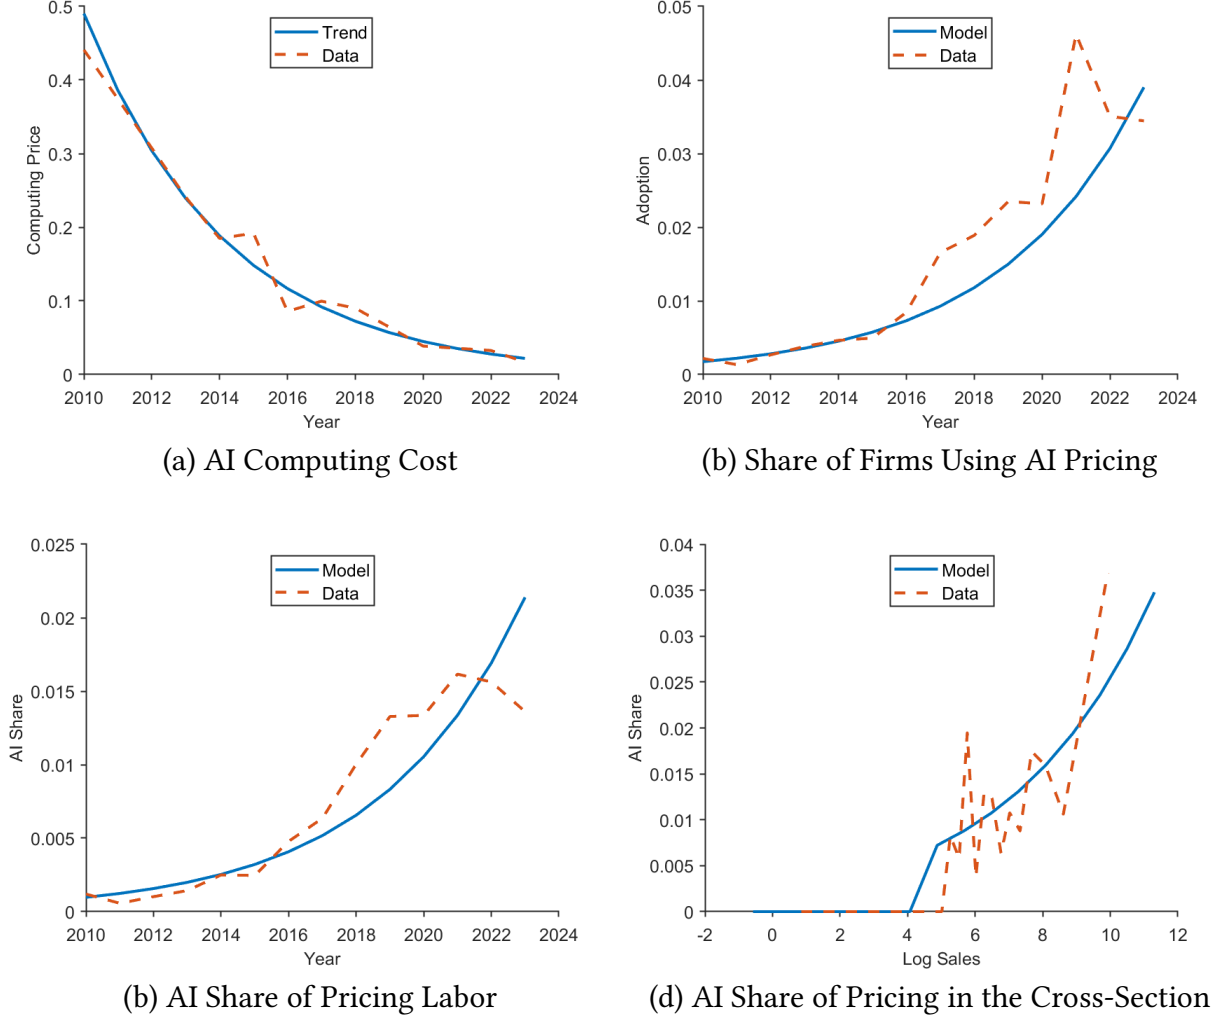 0.5
0.4
0.3
0.2
0.1
0
Computing Price
Trend
Data
2010 2012 2014 2016 2018 2020 2022 2024
Year
(a) AI Computing Cost
0.05
0.04
0.03
0.02
0.01
0
Adoption
Model
Data
2010 2012 2014 2016 2018 2020 2022 2024
Year
(b) Share of Firms Using AI Pricing
0.025
0.02
0.015
0.01
0.005
0
AI Share
Model
Data
2010 2012 2014 2016 2018 2020 2022 2024
Year
(b) AI Share of Pricing Labor
0.04
0.035
0.03
0.025
0.02
0.015
0.01
0.005
0
AI Share
Model
Data
-2 0 2 4 6 8 10 12
Log Sales
(d) AI Share of Pricing in the Cross-Section